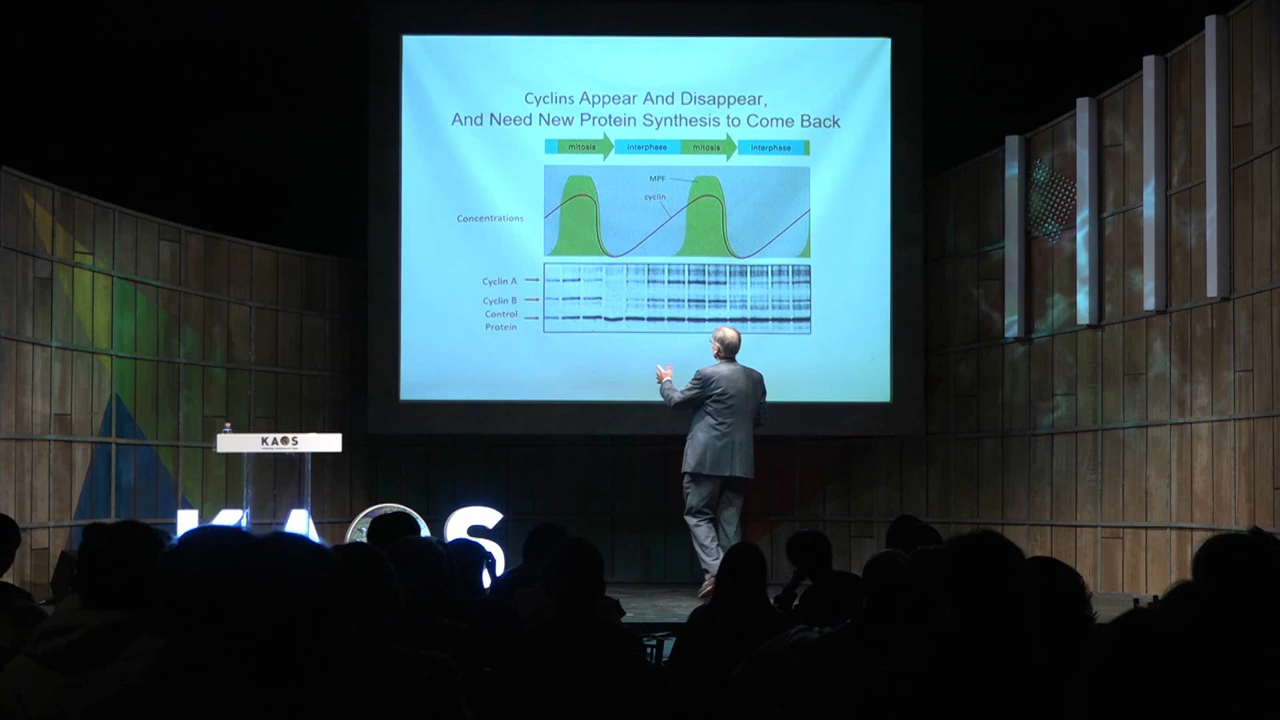 Cyclins Appear And Disappear,
And Need New Protein Synthesis to Come Back
mitosis interphase mitosis interphase
MPF
cyclin
Concentrations
Cyclin A
Cyclin B
Control
Protein
KAOS
KAOS